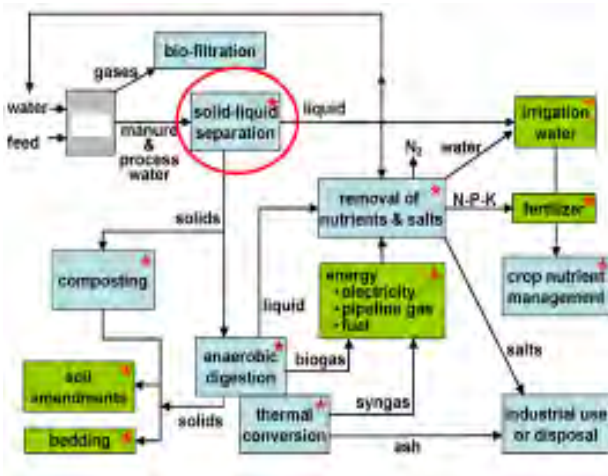 bio-filtration
gases
water
feed
manure
&
process
water
solid-liquid
separation
liquid
irrigation
water
N2
water
removal of
nutrients & salts
N-P-K
fertilizer
solids
composting
energy
• electricity
• pipeline gas
• fuel
crop nutrient
management
liquid
salts
anaerobic
digestion
biogas
soil
amendments
solids
syngas
thermal
conversion
industrial use
or disposal
bedding
ash